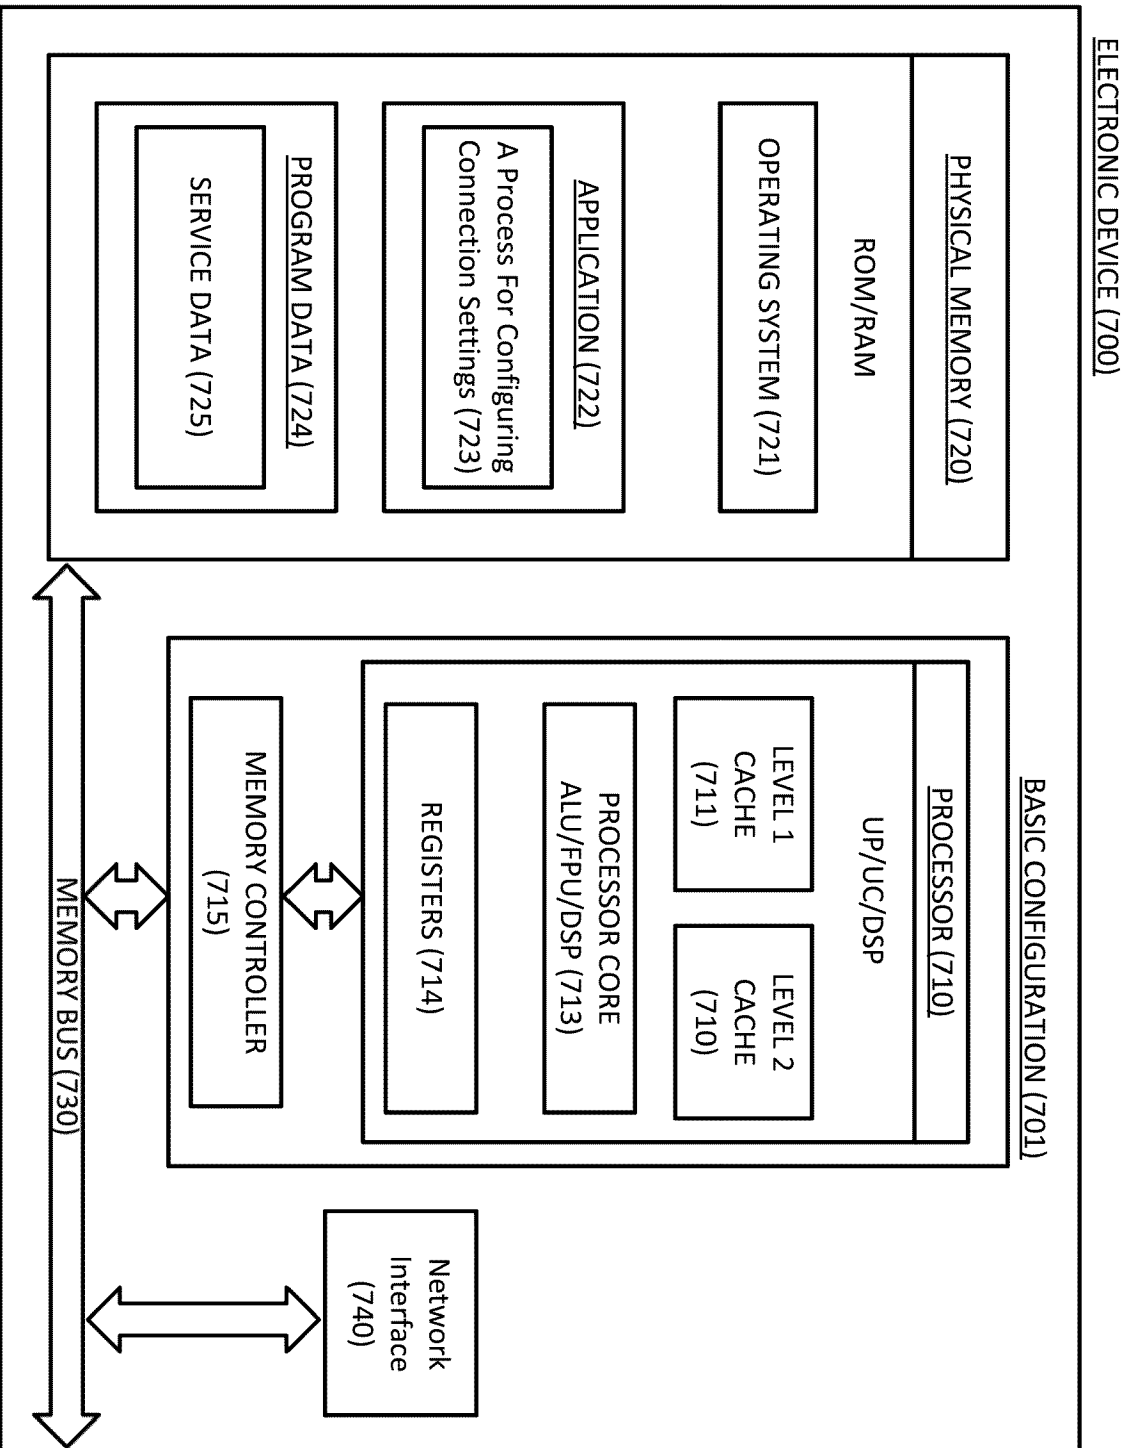 ELECTRONIC DEVICE (700)
PHYSICAL MEMORY (720)
ROM/RAM
OPERATING SYSTEM (721)
APPLICATION (722)
A Process For Configuring
Connection Settings (723)
PROGRAM DATA (724)
SERVICE DATA (725)
BASIC CONFIGURATION (701)
PROCESSOR (710)
UP/UC/DSP
LEVEL 1
CACHE
(711)
LEVEL 2
CACHE
(710)
PROCESSOR CORE
ALU/FPU/DSP (713)
REGISTERS (714)
MEMORY CONTROLLER
(715)
Network
Interface
(740)
MEMORY BUS (730)